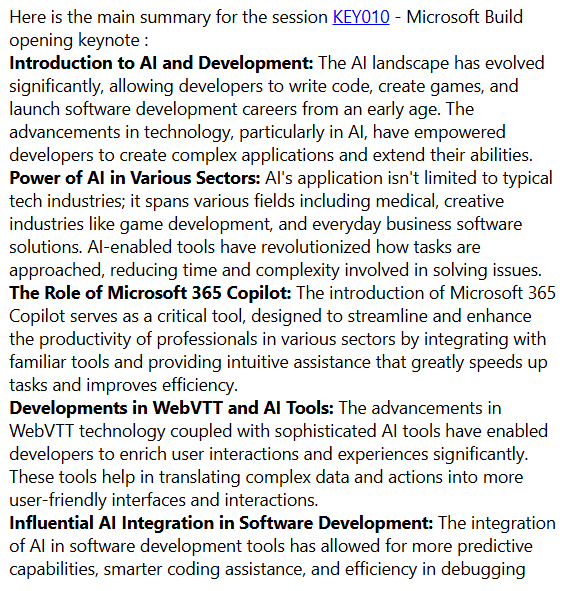 Here is the main summary for the session KEY010 - Microsoft Build
opening keynote :
Introduction to AI and Development: The AI landscape has evolved
significantly, allowing developers to write code, create games, and
launch software development careers from an early age. The
advancements in technology, particularly in AI, have empowered
developers to create complex applications and extend their abilities.
Power of AI in Various Sectors: AI's application isn't limited to typical
tech industries; it spans various fields including medical, creative
industries like game development, and everyday business software
solutions. AI-enabled tools have revolutionized how tasks are
approached, reducing time and complexity involved in solving issues.
The Role of Microsoft 365 Copilot: The introduction of Microsoft 365
Copilot serves as a critical tool, designed to streamline and enhance
the productivity of professionals in various sectors by integrating with
familiar tools and providing intuitive assistance that greatly speeds up
tasks and improves efficiency.
Developments in WebVTT and AI Tools: The advancements in
WebVTT technology coupled with sophisticated AI tools have enabled
developers to enrich user interactions and experiences significantly.
These tools help in translating complex data and actions into more
user-friendly interfaces and interactions.
Influential AI Integration in Software Development: The integration
of AI in software development tools has allowed for more predictive
capabilities, smarter coding assistance, and efficiency in debugging